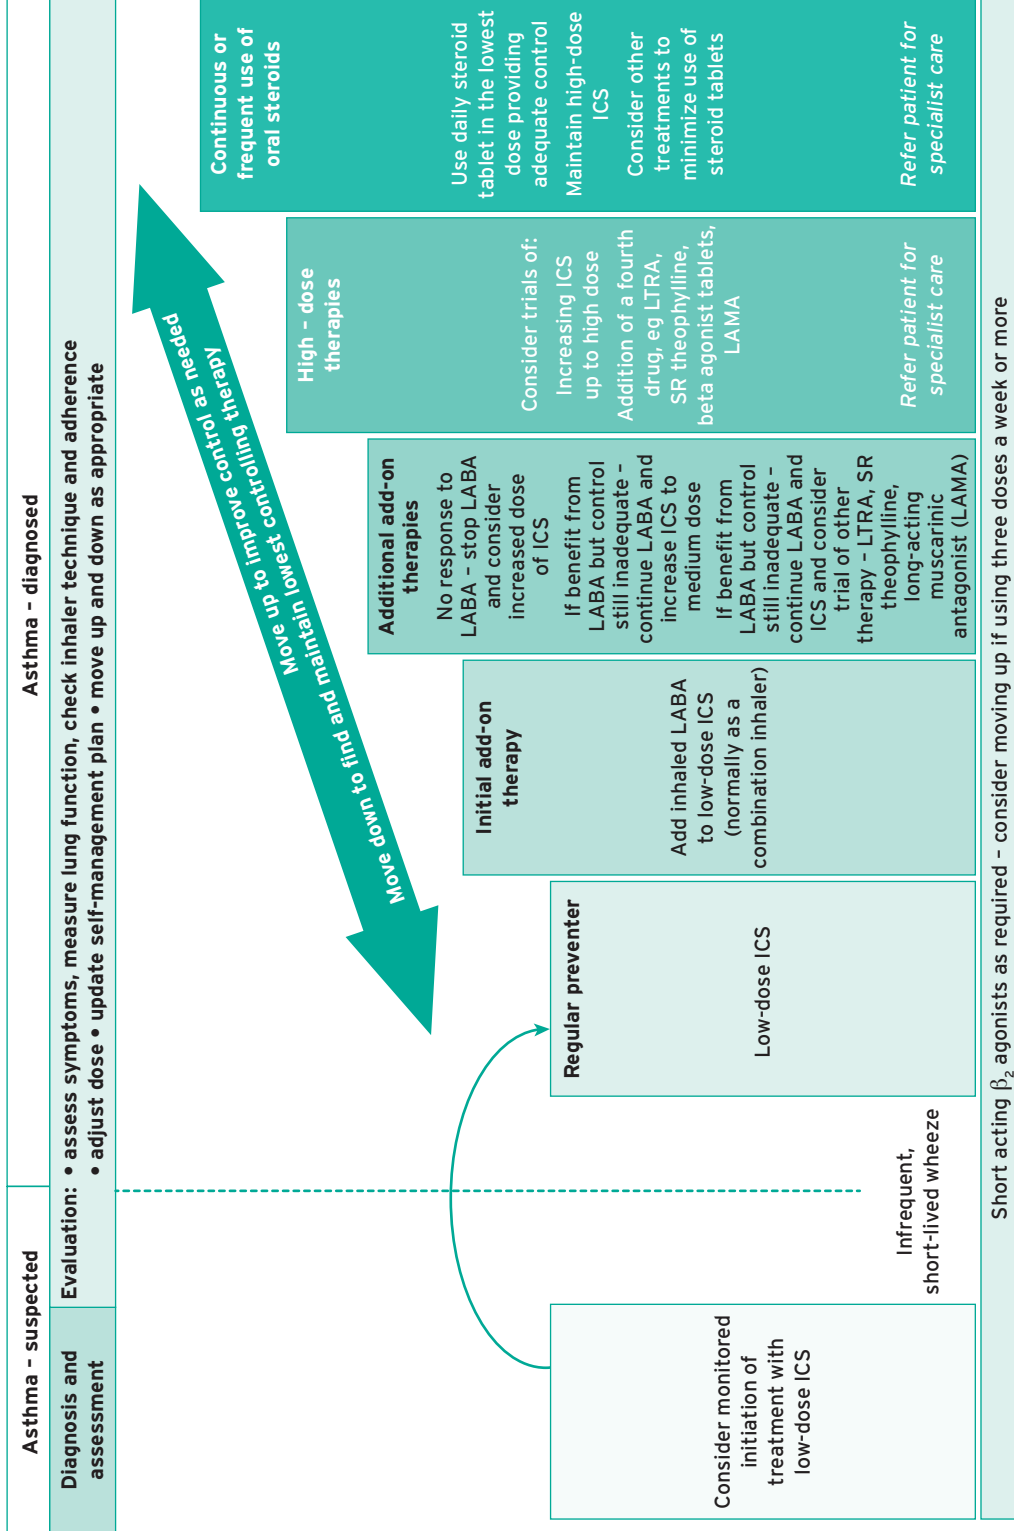 Asthma – suspected
Asthma – diagnosed
Diagnosis and
assessment
Evaluation: • assess symptoms, measure lung function, check inhaler technique and adherence
• adjust dose • update self-management plan • move up and down as appropriate
Move up to improve control as needed
Move down to find and maintain lowest controlling therapy
Consider monitored
initiation of
treatment with
low-dose ICS
Infrequent,
short-lived wheeze
Regular preventer
Low-dose ICS
Initial add-on
therapy
Add inhaled LABA
to low-dose ICS
(normally as a
combination inhaler)
Additional add-on
therapies
No response to
LABA – stop LABA
and consider
increased dose
of ICS
If benefit from
LABA but control
still inadequate –
continue LABA and
increase ICS to
medium dose
If benefit from
LABA but control
still inadequate –
continue LABA and
ICS and consider
trial of other
therapy – LTRA, SR
theophylline,
long-acting
muscarinic
antagonist (LAMA)
High – dose
therapies
Consider trials of:
Increasing ICS
up to high dose
Addition of a fourth
drug, eg LTRA,
SR theophylline,
beta agonist tablets,
LAMA
Refer patient for
specialist care
Continuous or
frequent use of
oral steroids
Use daily steroid
tablet in the lowest
dose providing
adequate control
Maintain high-dose
ICS
Consider other
treatments to
minimize use of
steroid tablets
Refer patient for
specialist care
Short acting β₂ agonists as required – consider moving up if using three doses a week or more